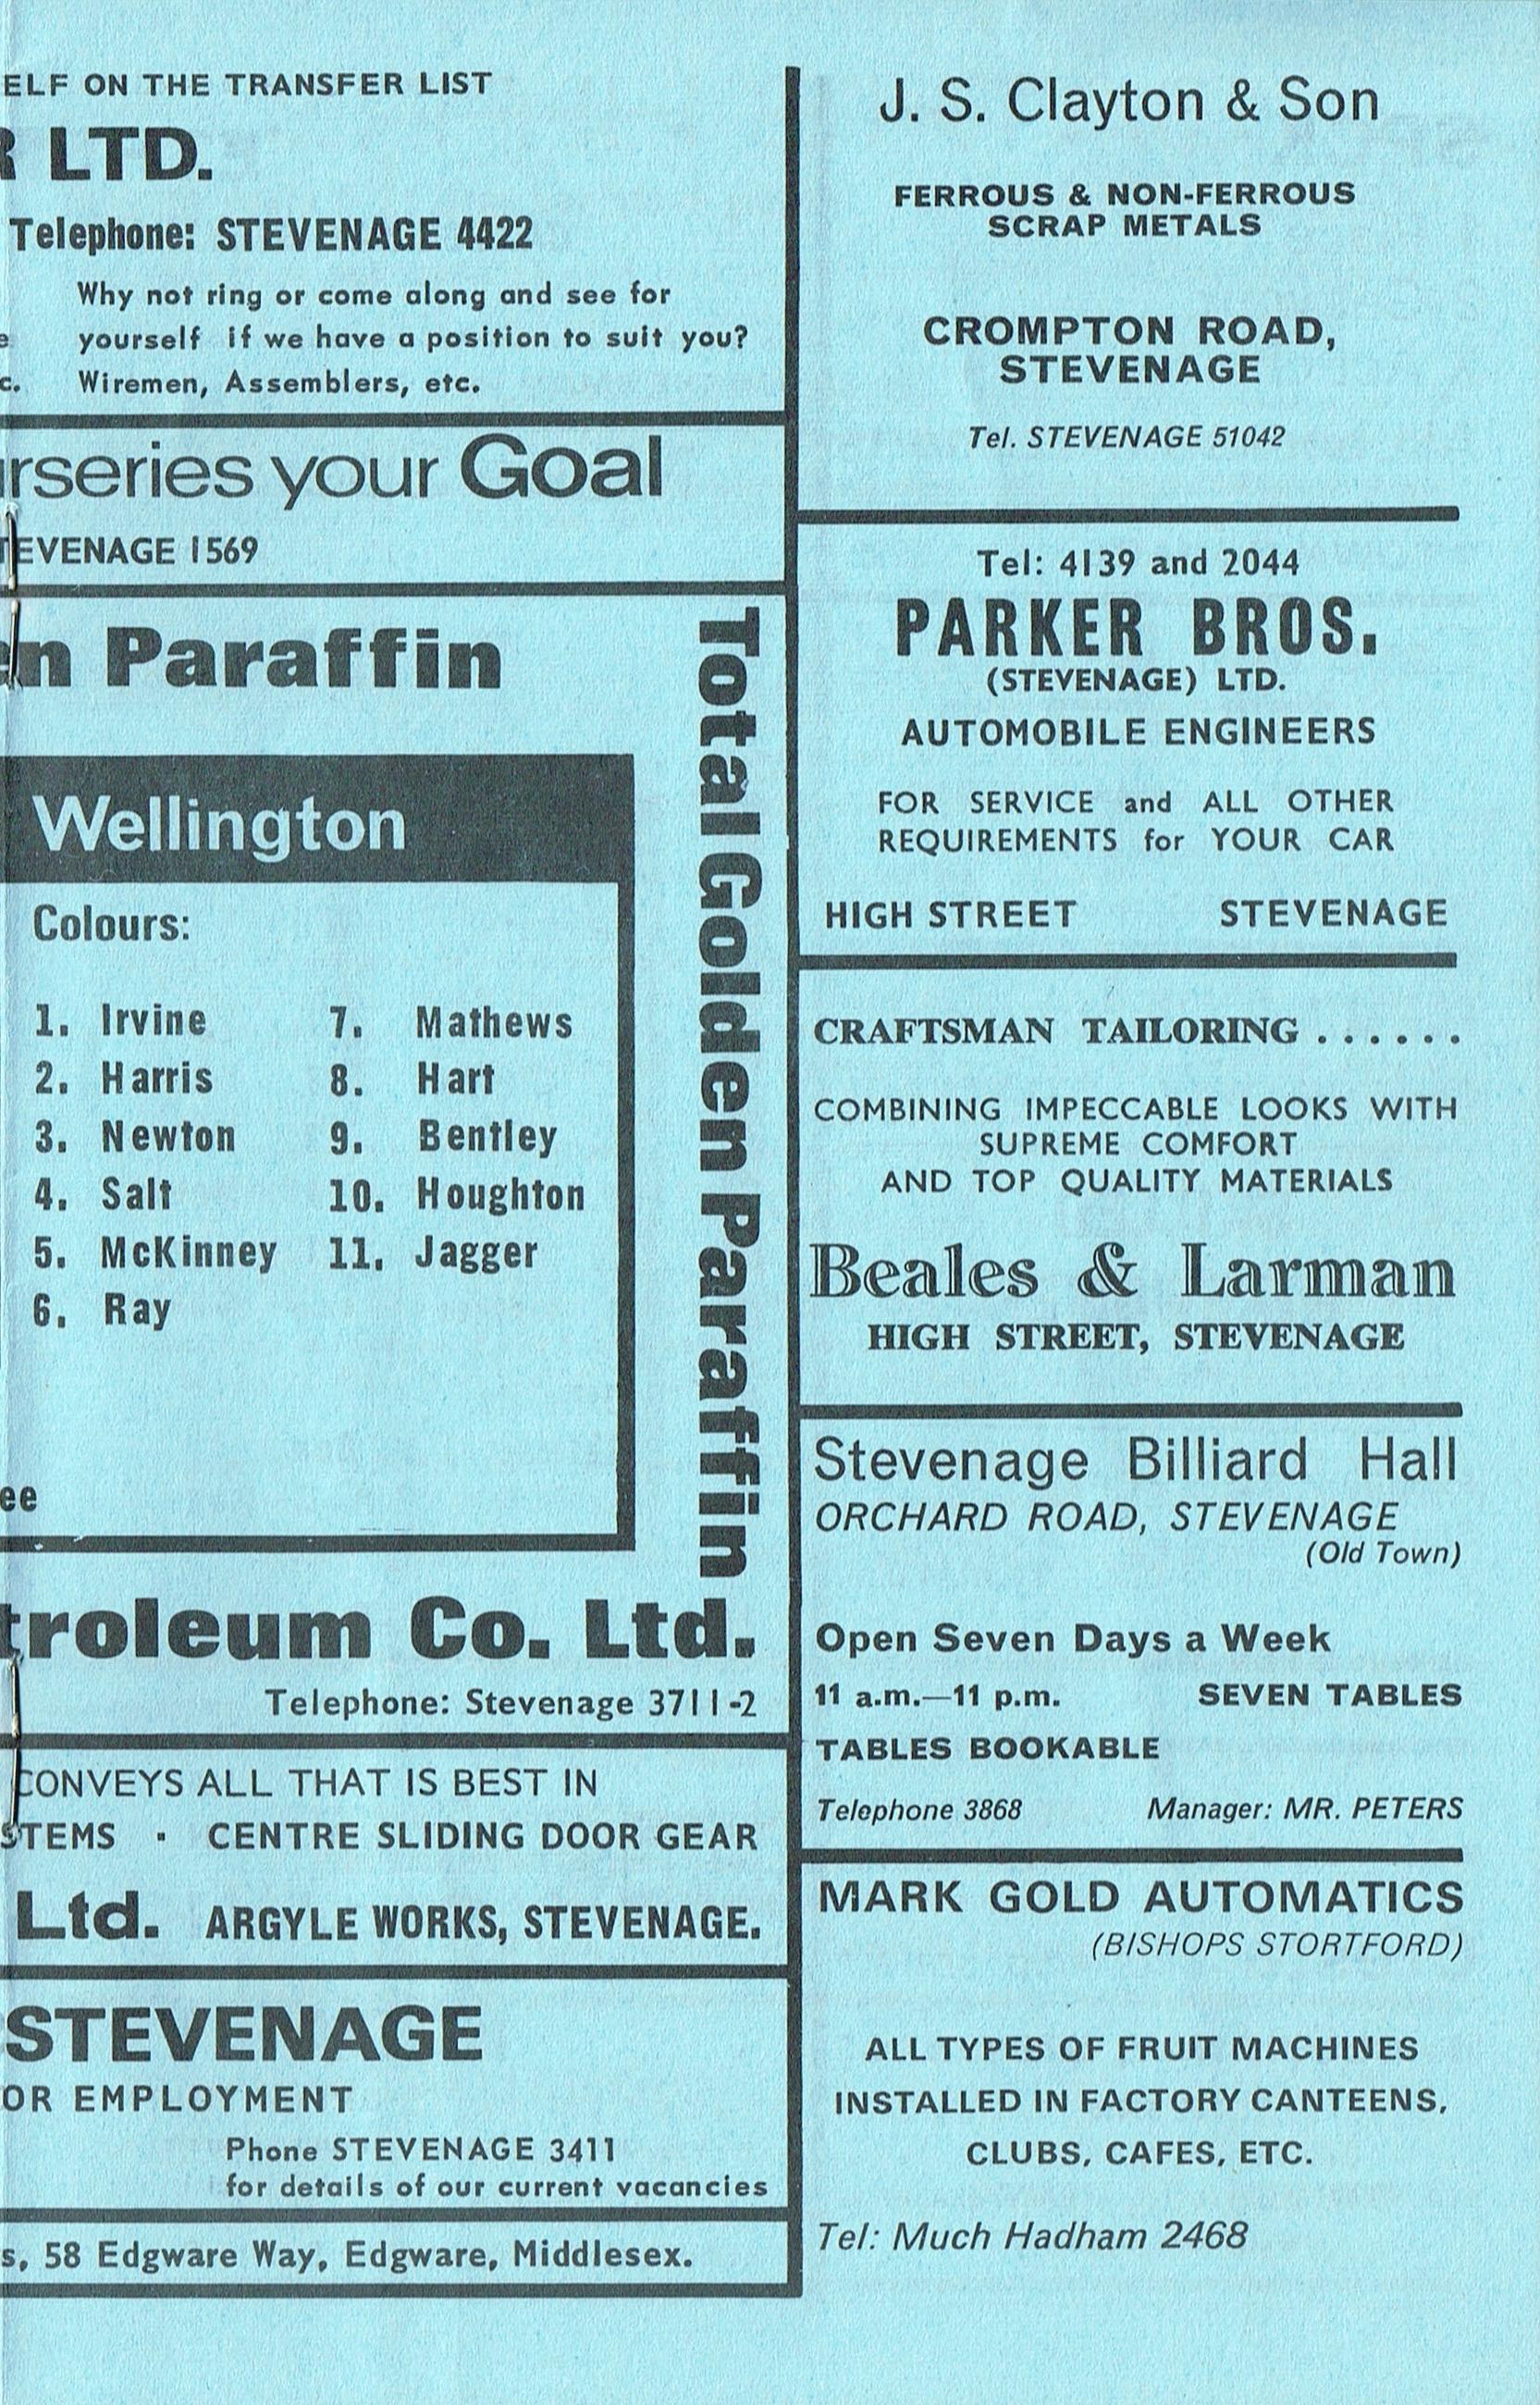 ELF ON THE TRANSFER LIST
LTD.
Telephone: STEVENAGE 4422
Why not ring or come along and see for
yourself if we have a position to suit you?
Wiremen, Assemblers, etc.
rseries your Goal
EVENAGE 1569
n Paraffin
Total Golden Paraffin
Wellington
Colours:
1. Irvine 7. Mathews
2. Harris 8. Hart
3. Newton 9. Bentley
4. Salt 10. Houghton
5. McKinney 11. Jagger
6. Ray
ee
troleum Co. Ltd.
Telephone: Stevenage 3711-2
CONVEYS ALL THAT IS BEST IN
STEMS · CENTRE SLIDING DOOR GEAR
Ltd. ARGYLE WORKS, STEVENAGE.
STEVENAGE
OR EMPLOYMENT
Phone STEVENAGE 3411
for details of our current vacancies
s, 58 Edgware Way, Edgware, Middlesex.
J. S. Clayton & Son
FERROUS & NON-FERROUS
SCRAP METALS
CROMPTON ROAD,
STEVENAGE
Tel. STEVENAGE 51042
Tel: 4139 and 2044
PARKER BROS.
(STEVENAGE) LTD.
AUTOMOBILE ENGINEERS
FOR SERVICE and ALL OTHER
REQUIREMENTS for YOUR CAR
HIGH STREET STEVENAGE
CRAFTSMAN TAILORING ......
COMBINING IMPECCABLE LOOKS WITH
SUPREME COMFORT
AND TOP QUALITY MATERIALS
Beales & Larman
HIGH STREET, STEVENAGE
Stevenage Billiard Hall
ORCHARD ROAD, STEVENAGE
(Old Town)
Open Seven Days a Week
11 a.m.—11 p.m. SEVEN TABLES
TABLES BOOKABLE
Telephone 3868 Manager: MR. PETERS
MARK GOLD AUTOMATICS
(BISHOPS STORTFORD)
ALL TYPES OF FRUIT MACHINES
INSTALLED IN FACTORY CANTEENS,
CLUBS, CAFES, ETC.
Tel: Much Hadham 2468